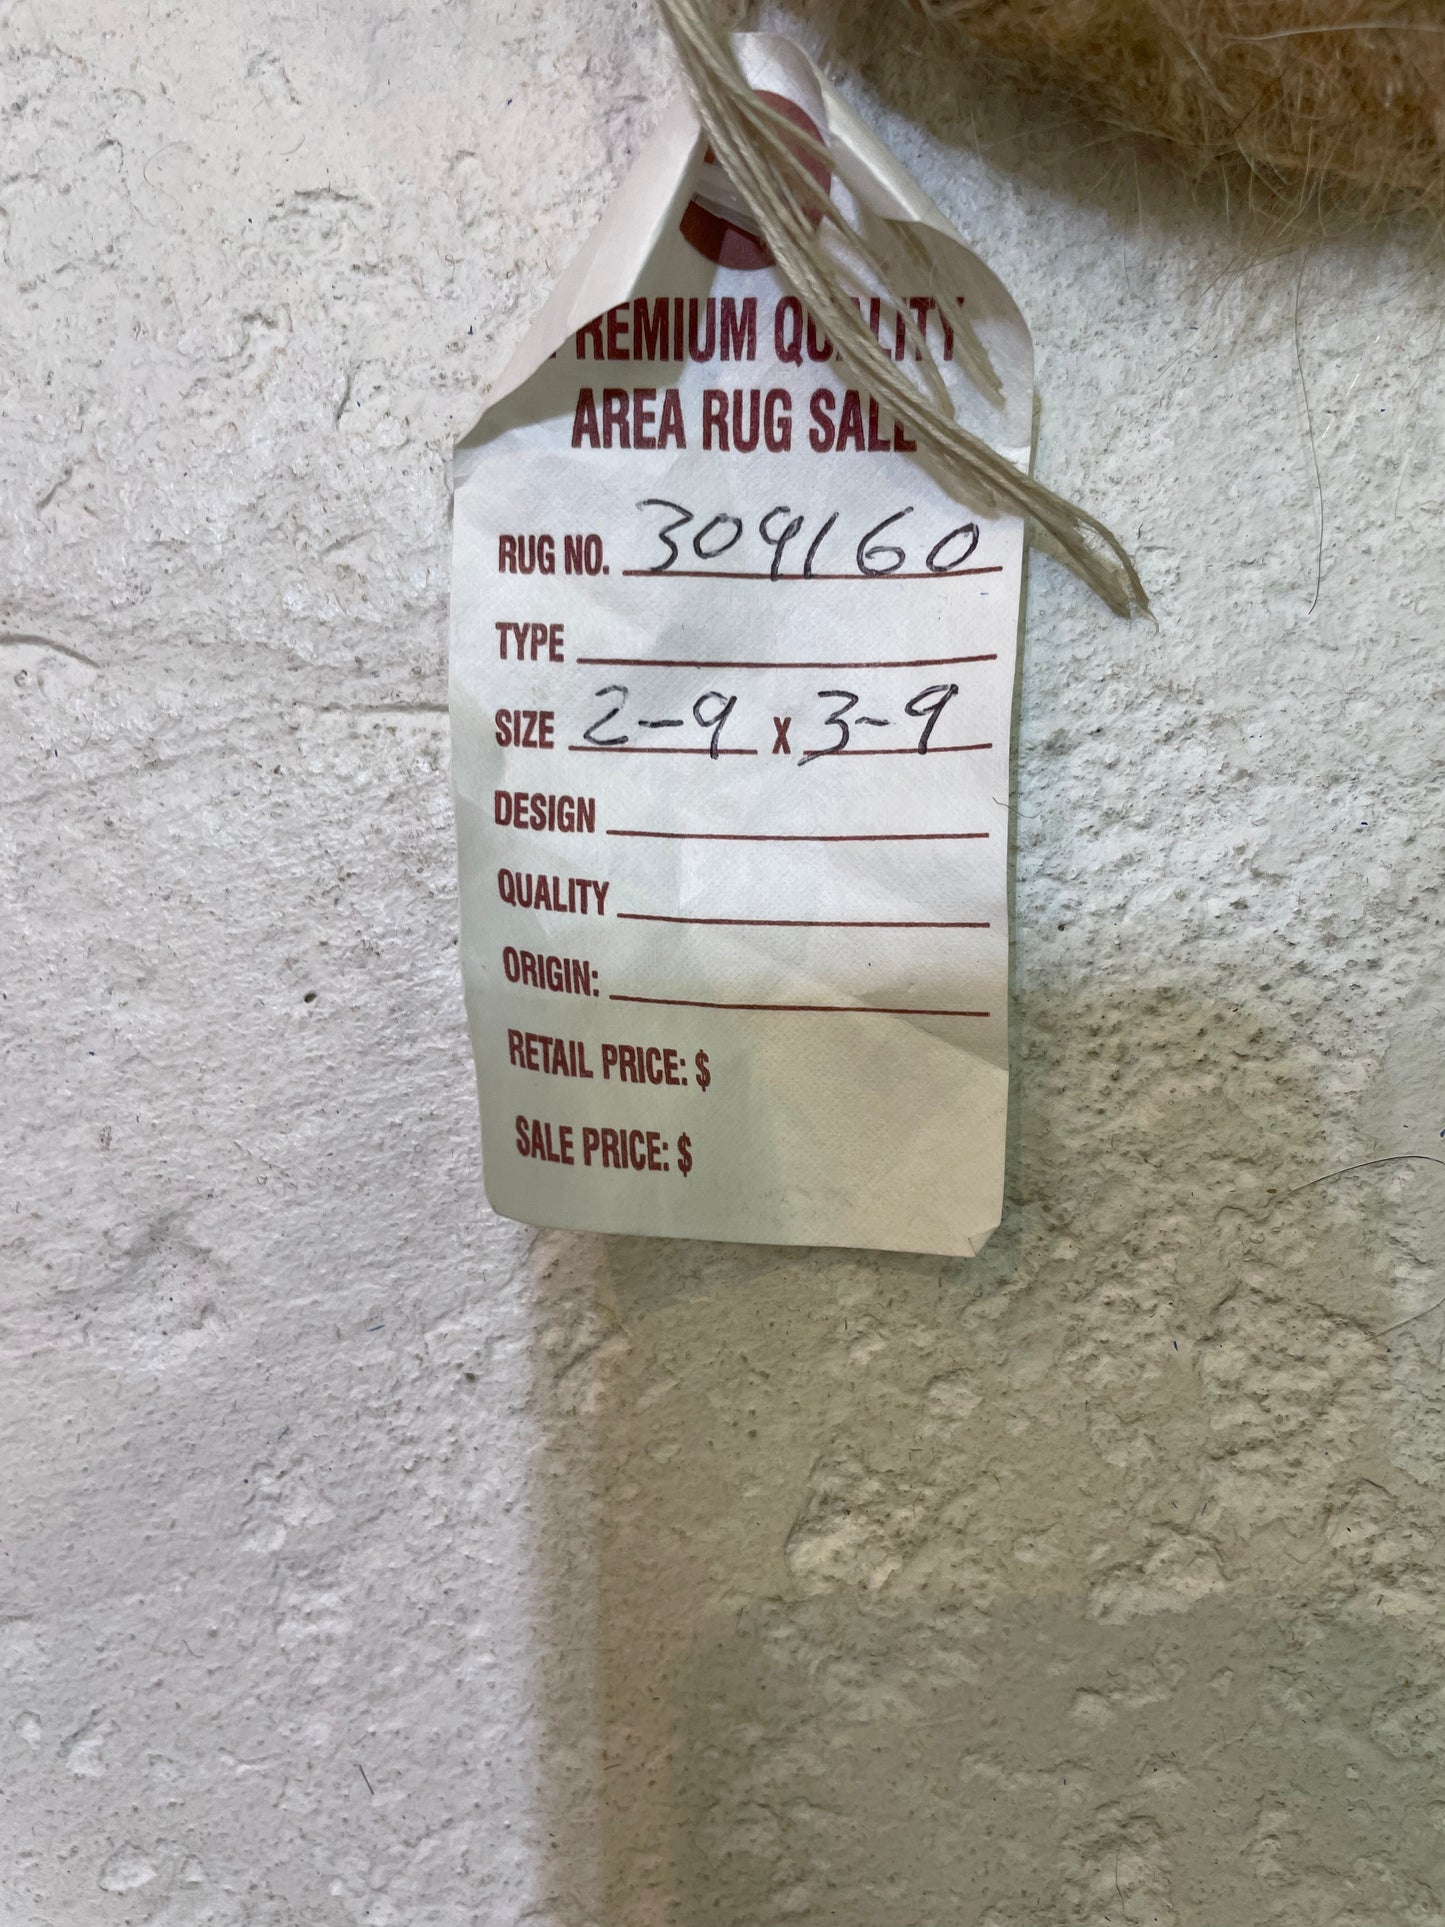 PREMIUM QUALITY
AREA RUG SALE
RUG NO. 309160
TYPE
SIZE 2-9 x 3-9
DESIGN
QUALITY
ORIGIN:
RETAIL PRICE: $
SALE PRICE: $